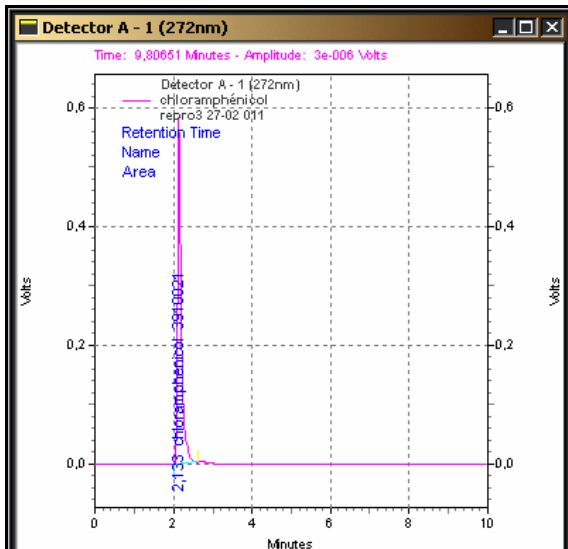 Detector A - 1 (272nm)
Time: 9,80651 Minutes - Amplitude: 3e-006 Volts
Detector A - 1 (272nm)
chloramphénicol
repro3 27-02 011
Retention Time
Name
Area
0,6
0,4
0,2
0,0
Volts
2,133 chloramphenicol 3910021
0,6
0,4
0,2
0,0
Volts
0 2 4 6 8 10
Minutes